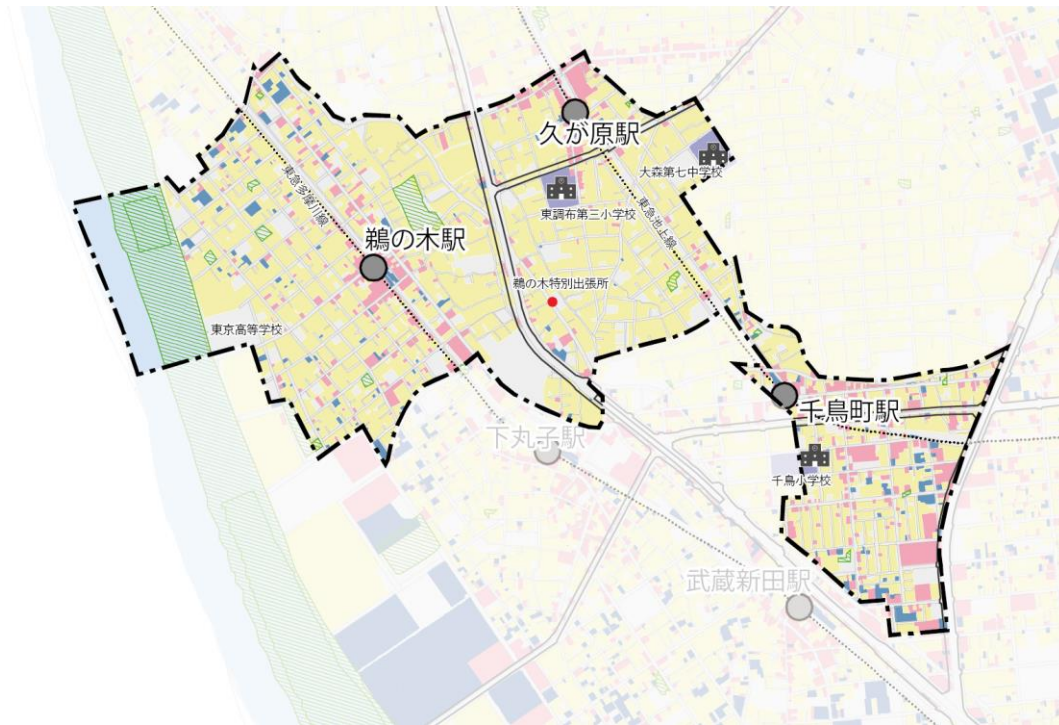 久が原駅
大森第七中学校
東急多摩川線
東調布第三小学校
東急池上線
鵜の木駅
鵜の木特別出張所
東京高等学校
千鳥町駅
下丸子駅
千鳥小学校
武蔵新田駅